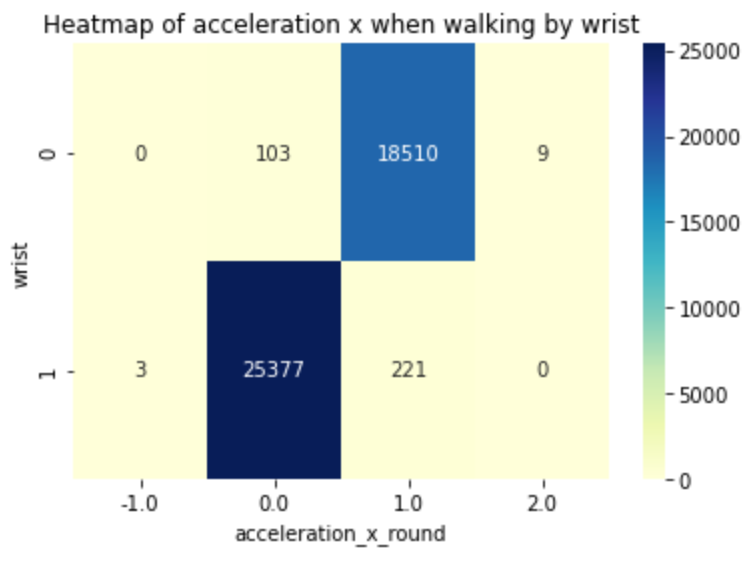 Heatmap of acceleration x when walking by wrist
25000
20000
15000
10000
5000
0
wrist
0
0 103 18510 9
1
3 25377 221 0
-1.0 0.0 1.0 2.0
acceleration_x_round